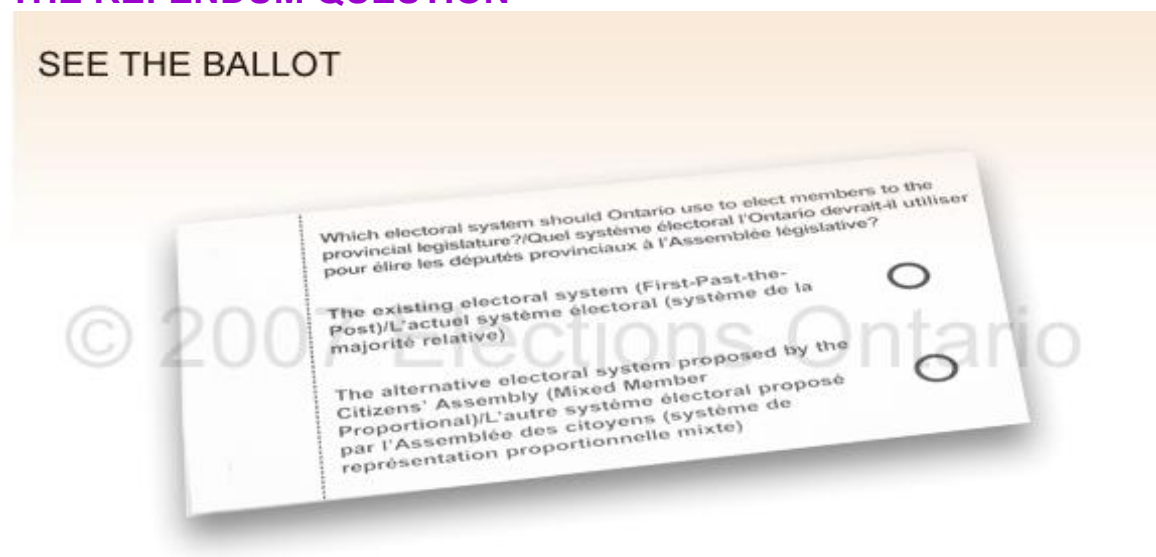 THE REFENDUM QUESTION
SEE THE BALLOT
Which electoral system should Ontario use to elect members to the
provincial legislature?/Quel système électoral l'Ontario devrait-il utiliser
pour élire les députés provinciaux à l'Assemblée législative?
The existing electoral system (First-Past-the-
Post)/L'actuel système électoral (système de la
majorité relative)
The alternative electoral system proposed by the
Citizens' Assembly (Mixed Member
Proportional)/L'autre système électoral proposé
par l'Assemblée des citoyens (système de
représentation proportionnelle mixte)
© 2007 Elections Ontario